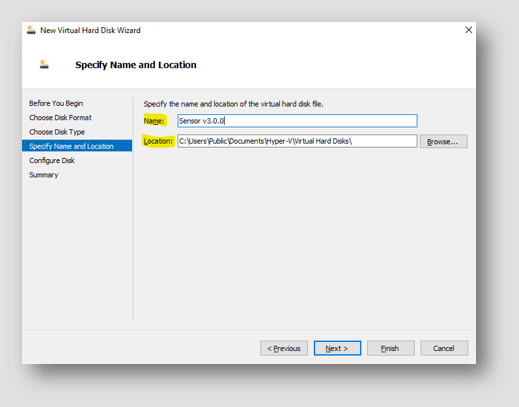 New Virtual Hard Disk Wizard
Specify Name and Location
Before You Begin
Choose Disk Format
Choose Disk Type
Specify Name and Location
Configure Disk
Summary
Specify the name and location of the virtual hard disk file.
Name: Sensor v3.0.0
Location: C:\Users\Public\Documents\Hyper-V\Virtual Hard Disks\ Browse...
< Previous Next > Finish Cancel